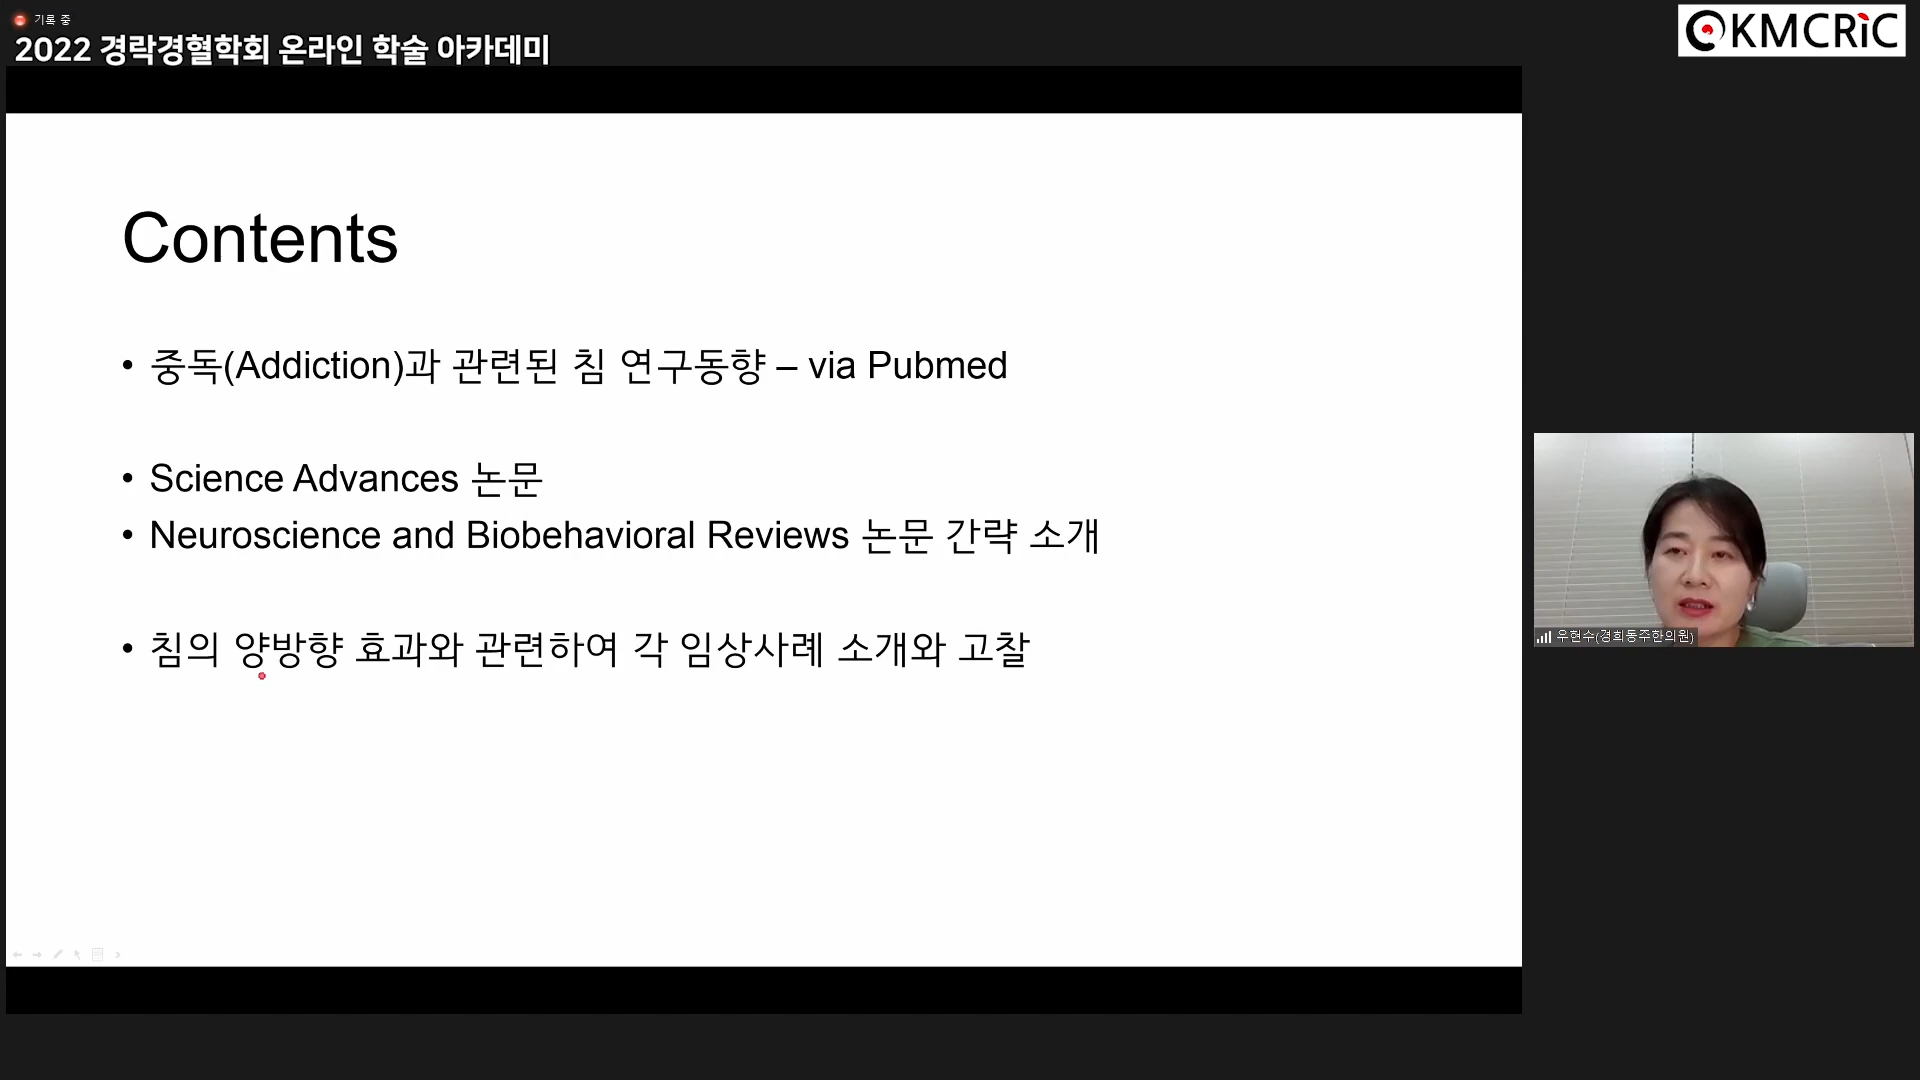 기록 중
2022 경락경혈학회 온라인 학술 아카데미
KMCRiC
Contents
• 중독(Addiction)과 관련된 침 연구동향 – via Pubmed
• Science Advances 논문
• Neuroscience and Biobehavioral Reviews 논문 간략 소개
• 침의 양방향 효과와 관련하여 각 임상사례 소개와 고찰
우현수(경희동주한의원)